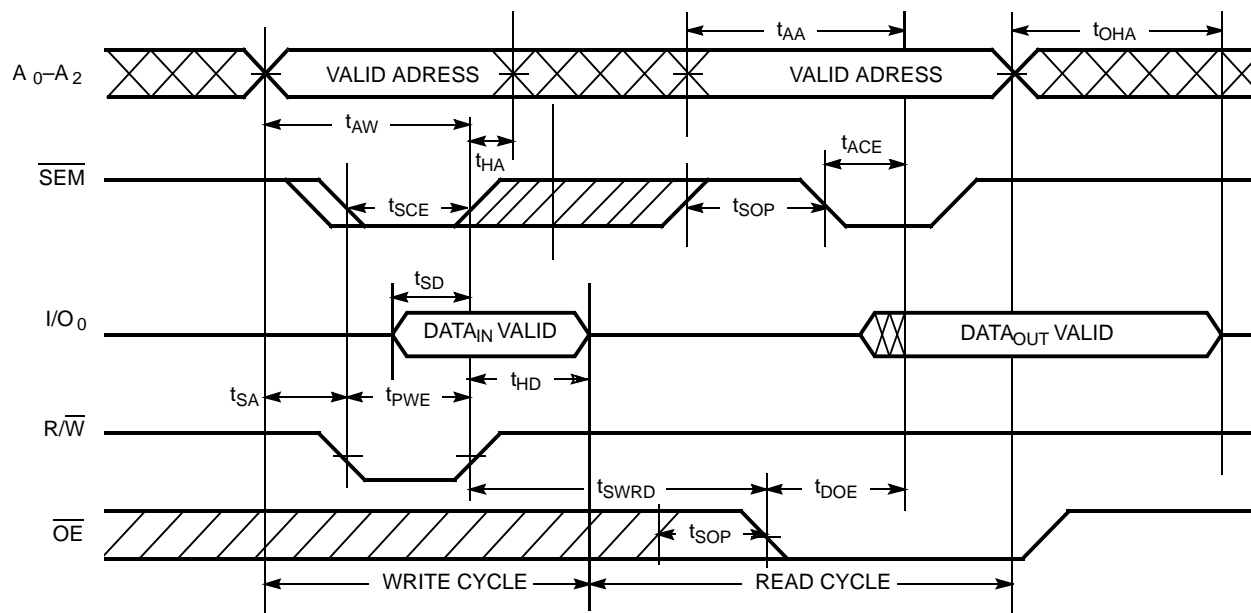 tAA
tOHA
A0–A2
VALID ADRESS
VALID ADRESS
tAW
tHA
tACE
SEM
tSCE
tSOP
tSD
I/O0
DATAIN VALID
DATAOUT VALID
tSA
tPWE
tHD
R/W
tSWRD
tDOE
OE
tSOP
WRITE CYCLE
READ CYCLE